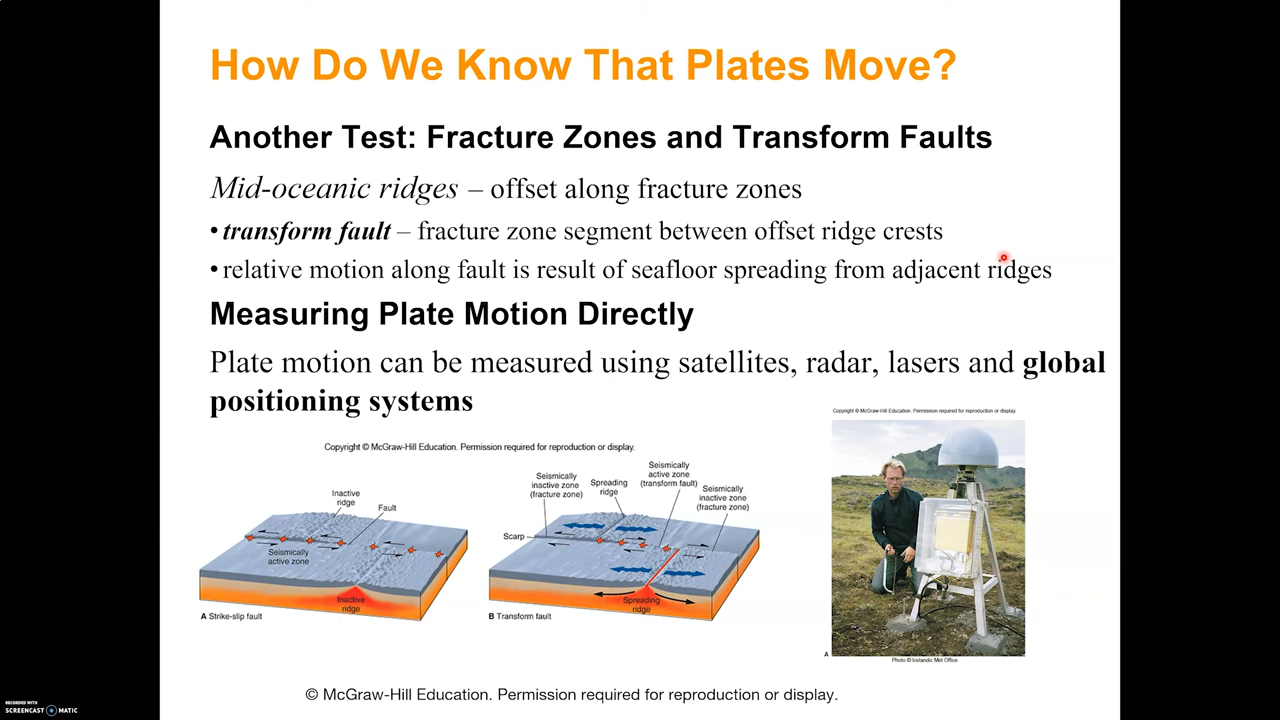 How Do We Know That Plates Move?
Another Test: Fracture Zones and Transform Faults
Mid-oceanic ridges – offset along fracture zones
• transform fault – fracture zone segment between offset ridge crests
• relative motion along fault is result of seafloor spreading from adjacent ridges
Measuring Plate Motion Directly
Plate motion can be measured using satellites, radar, lasers and global
positioning systems
Copyright © McGraw-Hill Education. Permission required for reproduction or display.
Inactive
ridge
Fault
Seismically
active zone
Inactive
ridge
A Strike-slip fault
Seismically
inactive zone
(fracture zone)
Spreading
ridge
Seismically
active zone
(transform fault)
Seismically
inactive zone
(fracture zone)
Scarp
Spreading
ridge
B Transform fault
Copyright © McGraw-Hill Education. Permission required for reproduction or display
A
Photo © Icelandic Met Office
© McGraw-Hill Education. Permission required for reproduction or display.
RECORDED WITH
SCREENCAST MATIC